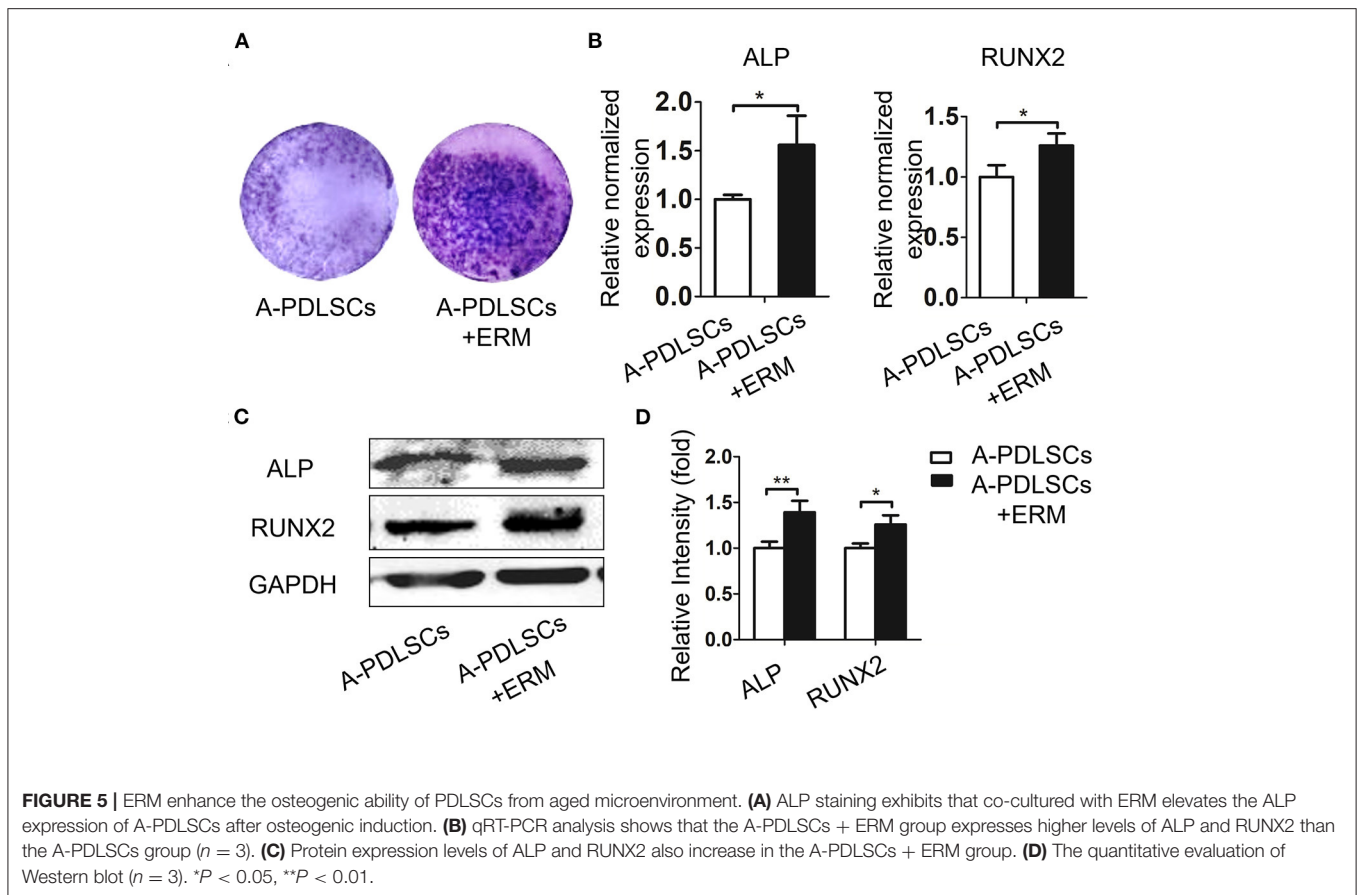 A
A-PDLSCs
A-PDLSCs
+ERM
B
ALP
Relative normalized
expression
2.0
1.5
1.0
0.5
0.0
*
A-PDLSCs
A-PDLSCs
+ERM
RUNX2
Relative normalized
expression
1.5
1.0
0.5
0.0
*
A-PDLSCs
A-PDLSCs
+ERM
C
ALP
RUNX2
GAPDH
A-PDLSCs
A-PDLSCs
+ERM
D
Relative Intensity (fold)
2.0
1.5
1.0
0.5
0.0
**
*
ALP
RUNX2
A-PDLSCs
A-PDLSCs
+ERM
FIGURE 5 | ERM enhance the osteogenic ability of PDLSCs from aged microenvironment. (A) ALP staining exhibits that co-cultured with ERM elevates the ALP
expression of A-PDLSCs after osteogenic induction. (B) qRT-PCR analysis shows that the A-PDLSCs + ERM group expresses higher levels of ALP and RUNX2 than
the A-PDLSCs group (n = 3). (C) Protein expression levels of ALP and RUNX2 also increase in the A-PDLSCs + ERM group. (D) The quantitative evaluation of
Western blot (n = 3). *P < 0.05, **P < 0.01.